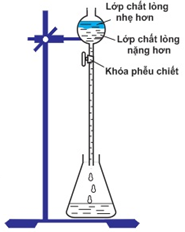 Lớp chất lỏng
nhẹ hơn
Lớp chất lỏng
nặng hơn
Khóa phễu chiết